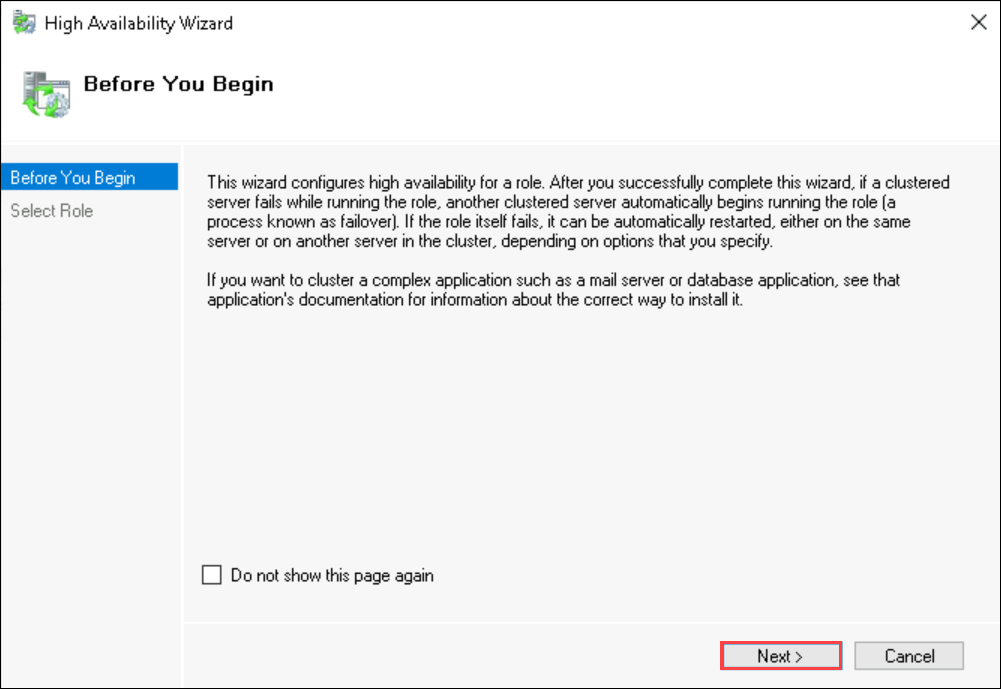 High Availability Wizard
Before You Begin
Before You Begin
Select Role
This wizard configures high availability for a role. After you successfully complete this wizard, if a clustered
server fails while running the role, another clustered server automatically begins running the role (a
process known as failover). If the role itself fails, it can be automatically restarted, either on the same
server or on another server in the cluster, depending on options that you specify.
If you want to cluster a complex application such as a mail server or database application, see that
application's documentation for information about the correct way to install it.
Do not show this page again
Next >
Cancel